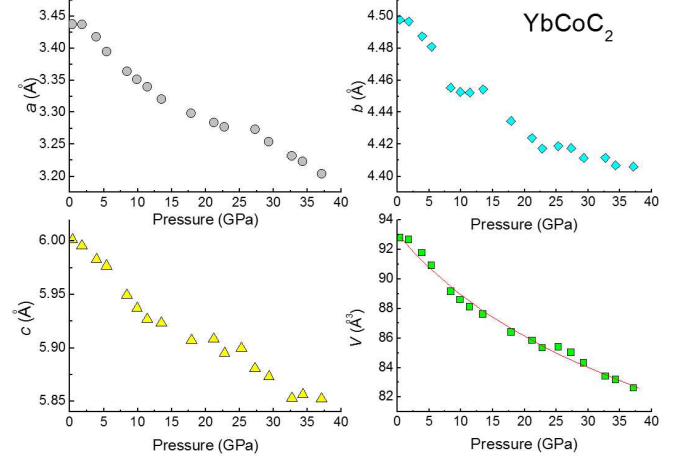 YbCoC2
3.45
3.40
3.35
3.30
3.25
3.20
a (Å)
0 5 10 15 20 25 30 35 40
Pressure (GPa)
4.50
4.48
4.46
4.44
4.42
4.40
b (Å)
0 5 10 15 20 25 30 35 40
Pressure (GPa)
6.00
5.95
5.90
5.85
c (Å)
0 5 10 15 20 25 30 35 40
Pressure (GPa)
94
92
90
88
86
84
82
V (Å³)
0 5 10 15 20 25 30 35 40
Pressure (GPa)